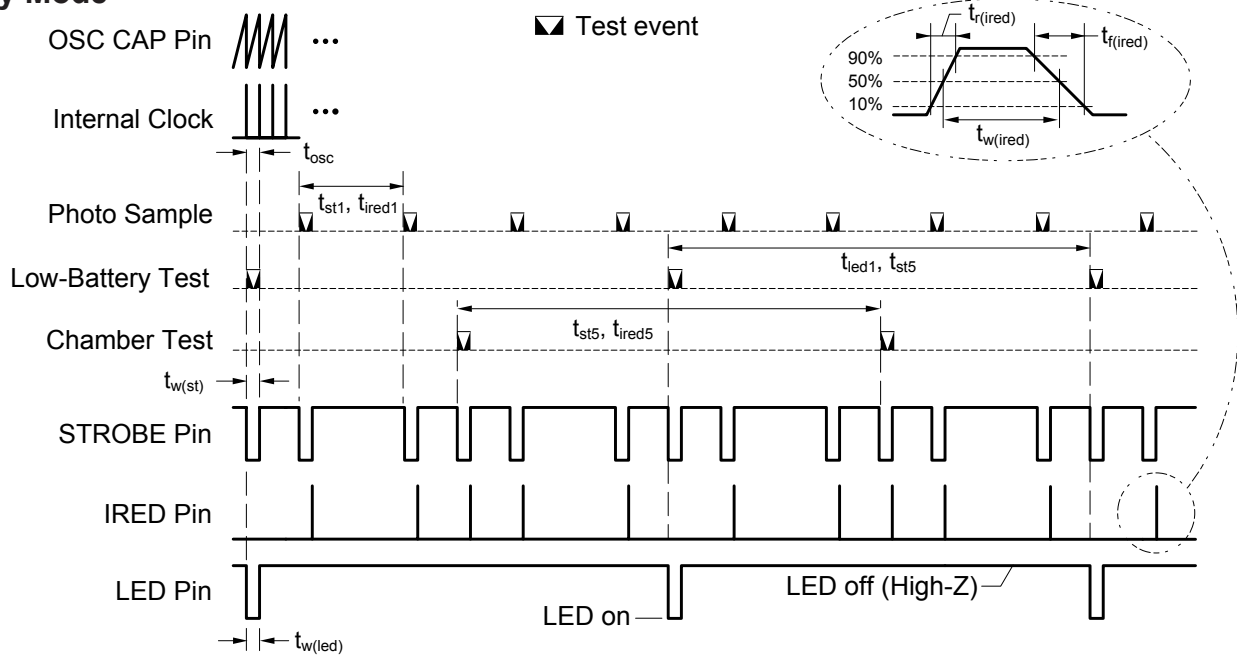 y Mode
OSC CAP Pin
...
Test event
Internal Clock
...
tosc
tr(ired)
tf(ired)
90%
50%
10%
tw(ired)
Photo Sample
tst1, tired1
Low-Battery Test
tled1, tst5
Chamber Test
tst5, tired5
tw(st)
STROBE Pin
IRED Pin
LED Pin
LED on
LED off (High-Z)
tw(led)